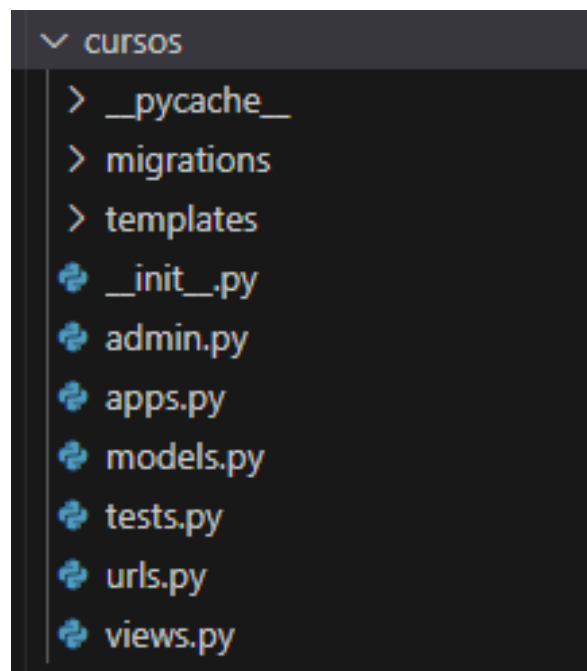 cursos
__pycache__
migrations
templates
__init__.py
admin.py
apps.py
models.py
tests.py
urls.py
views.py